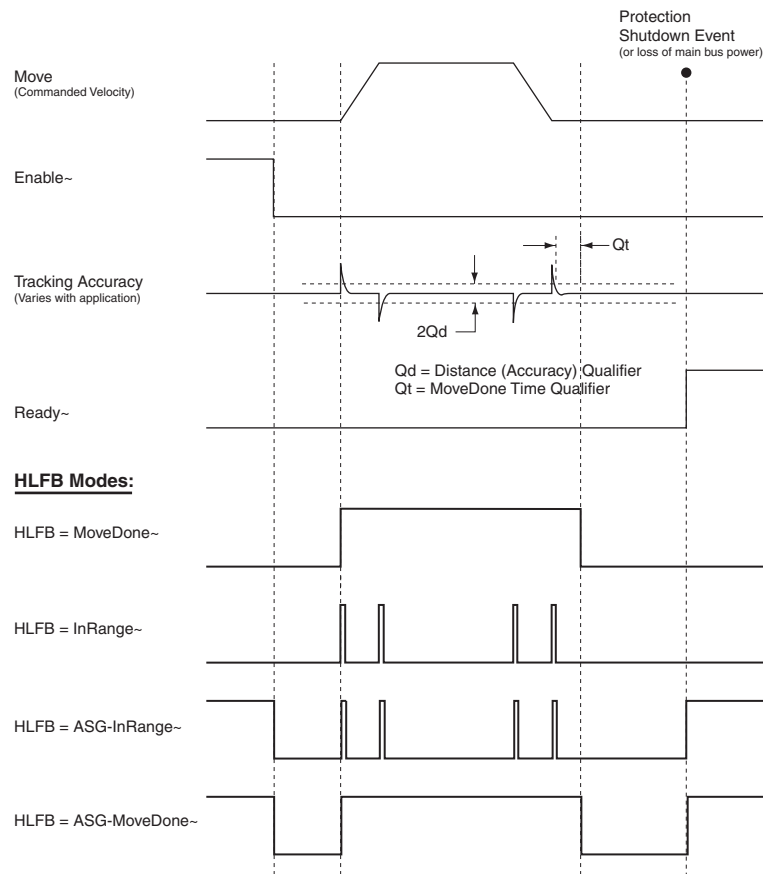 Protection
Shutdown Event
(or loss of main bus power)
Move
(Commanded Velocity)
Enable~
Qt
Tracking Accuracy
(Varies with application)
2Qd
Qd = Distance (Accuracy) Qualifier
Qt = MoveDone Time Qualifier
Ready~
HLFB Modes:
HLFB = MoveDone~
HLFB = InRange~
HLFB = ASG-InRange~
HLFB = ASG-MoveDone~